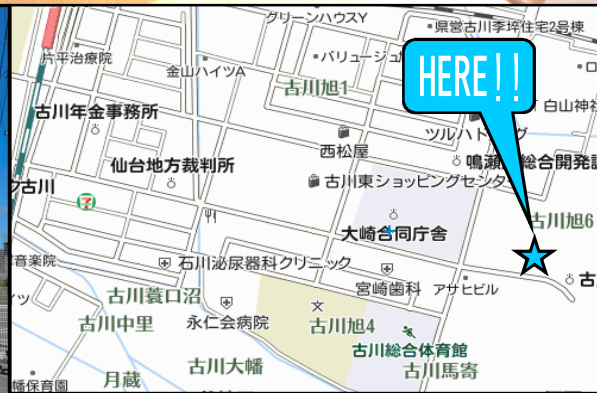 グリーンハウスY
県営古川李埣住宅2号棟
片平治療院
バリュージュ
金山ハイツA
HERE!!
古川旭1
白山神社
古川年金事務所
ツルハドラッグ
西松屋
鳴瀬
総合開発
仙台地方裁判所
古川東ショッピングセンター
古川
古川旭6
大崎合同庁舎
音楽院
石川泌尿器科クリニック
宮崎歯科
アサヒビル
古
古川蓑口沼
古川中里
永仁会病院
古川旭4
古川総合体育館
古川大幡
古川馬寄
月蔵
幡保育園